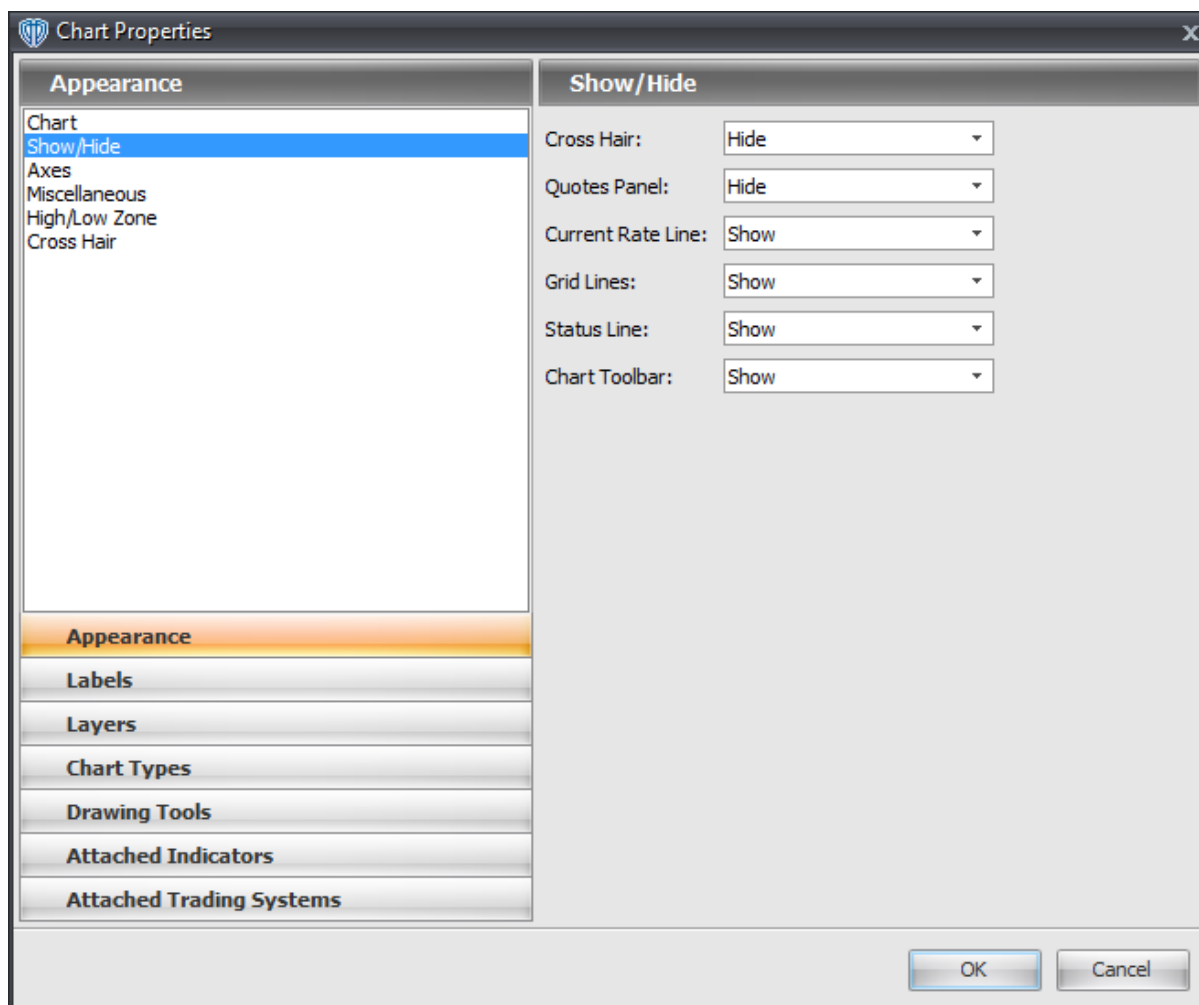 Chart Properties
x
Appearance
Chart
Show/Hide
Axes
Miscellaneous
High/Low Zone
Cross Hair
Appearance
Labels
Layers
Chart Types
Drawing Tools
Attached Indicators
Attached Trading Systems
Show/Hide
Cross Hair: Hide
Quotes Panel: Hide
Current Rate Line: Show
Grid Lines: Show
Status Line: Show
Chart Toolbar: Show
OK Cancel